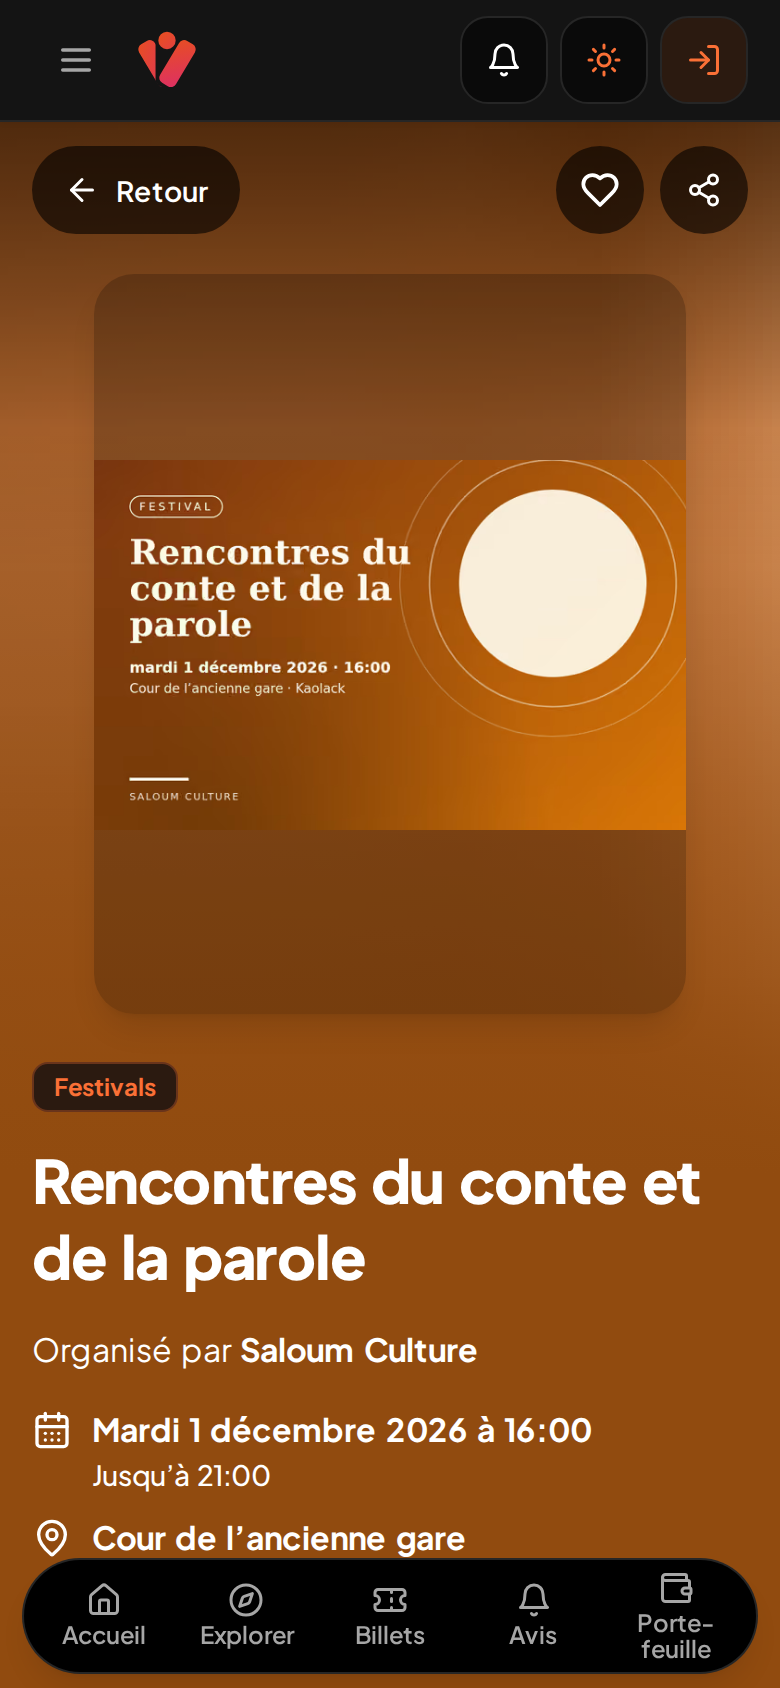 Retour
FESTIVAL
Rencontres du
conte et de la
parole
mardi 1 décembre 2026 · 16:00
Cour de l’ancienne gare · Kaolack
SALOUM CULTURE
Festivals
Rencontres du conte et
de la parole
Organisé par Saloum Culture
Mardi 1 décembre 2026 à 16:00
Jusqu’à 21:00
Cour de l’ancienne gare
Accueil
Explorer
Billets
Avis
Porte-
feuille